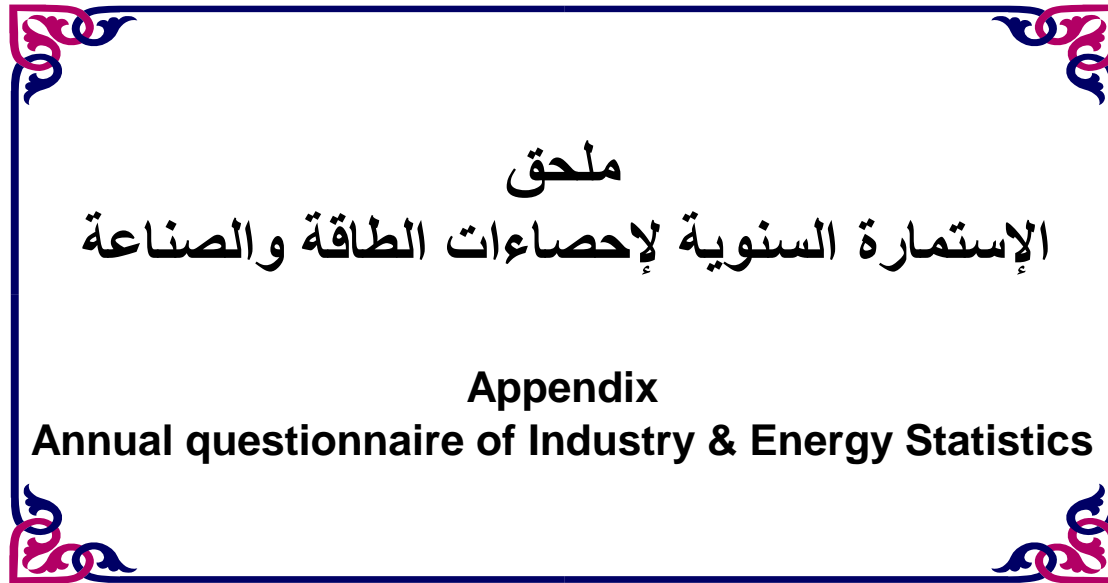 ملحق
الإستمارة السنوية لإحصاءات الطاقة والصناعة
Appendix
Annual questionnaire of Industry & Energy Statistics